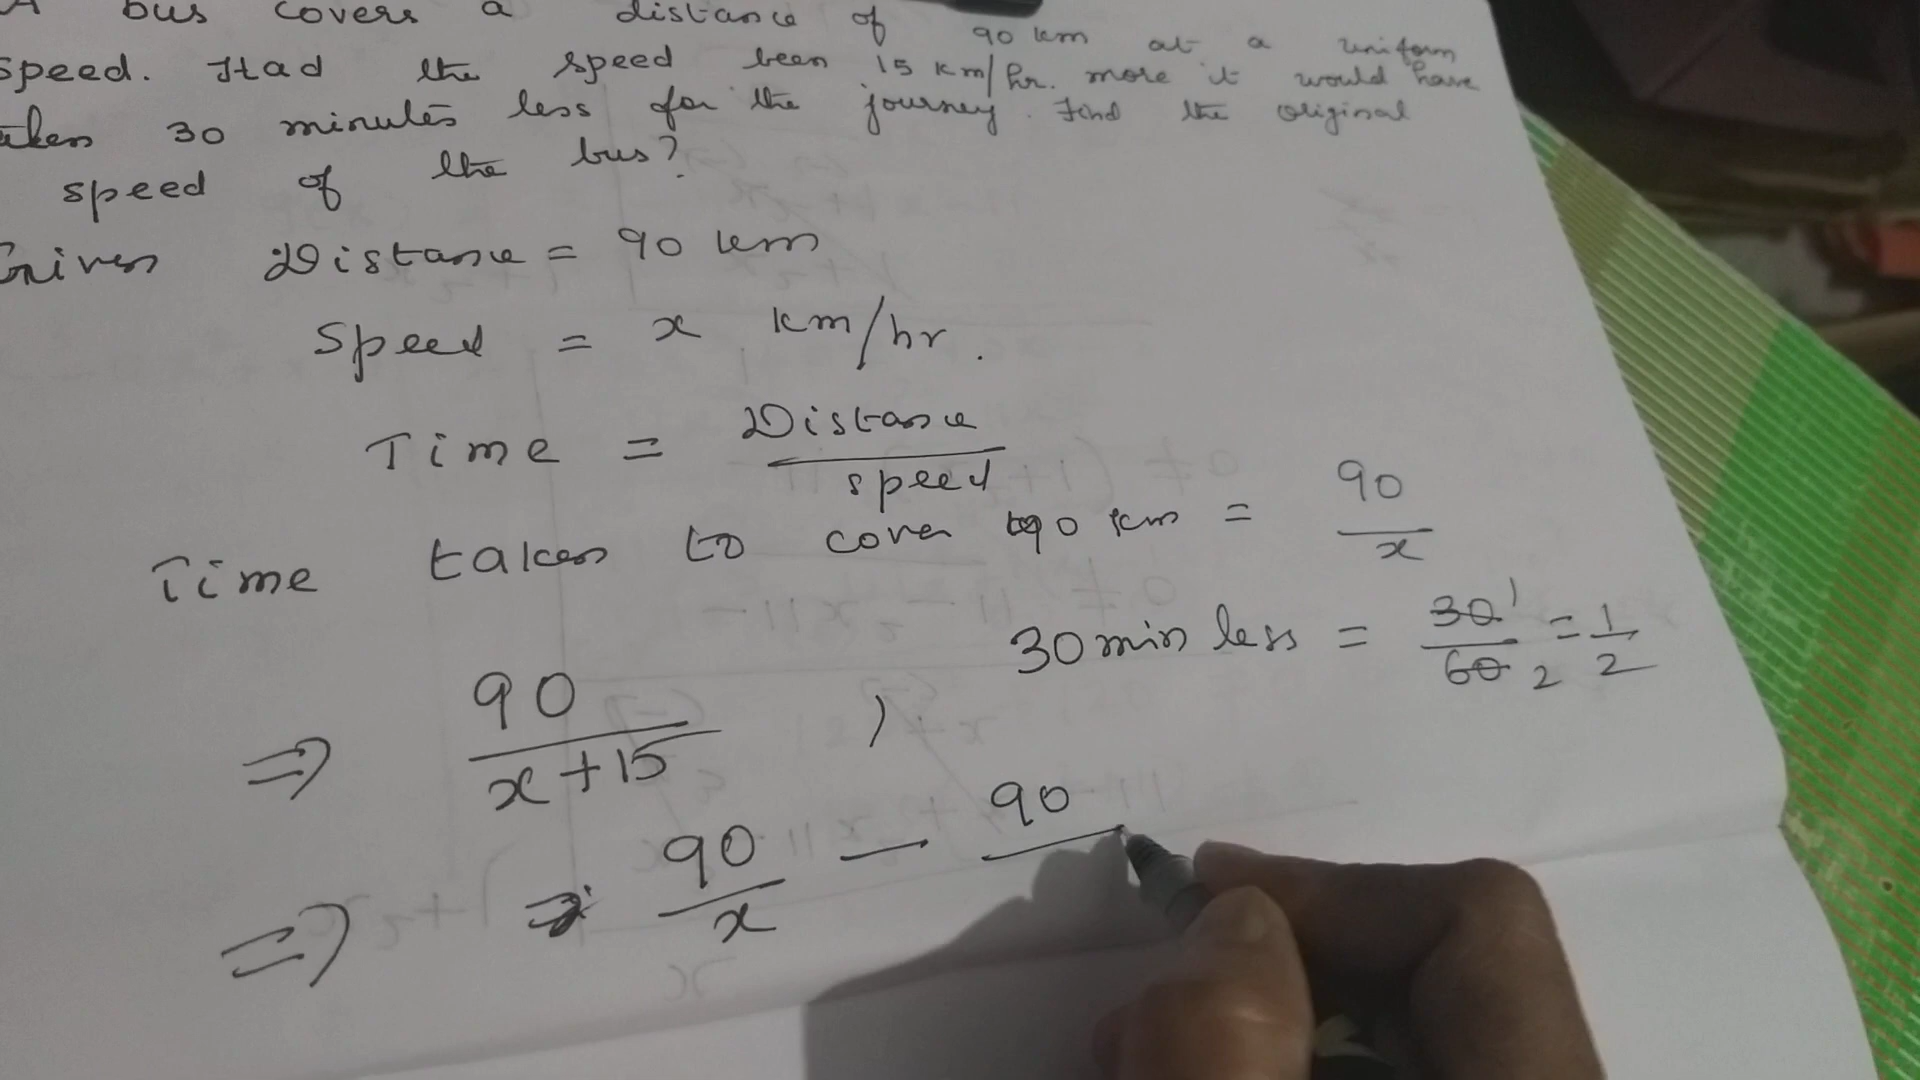 A bus covers a distance of 90 km at a uniform
speed. Had the speed been 15 km/hr. more it would have
taken 30 minutes less for the journey. Find the original
speed of the bus?
Given Distance = 90 km
Speed = x km/hr.
Time = Distance / speed
Time taken to cover 90 km = 90 / x
30 min less = 30 / 60 = 1 / 2
⇒ 90 / x + 15 ,
⇒ ⇒ 90 / x — 90